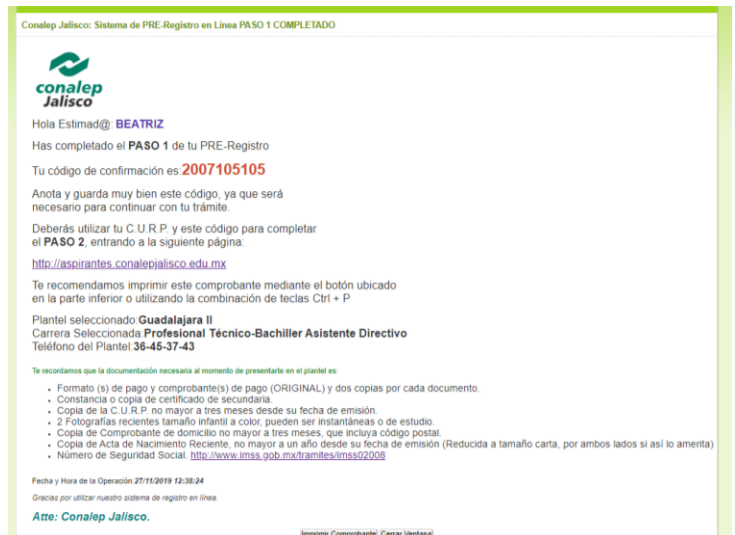 Conalep Jalisco: Sistema de PRE-Registro en Linea PASO 1 COMPLETADO
conalep
Jalisco
Hola Estimad@: BEATRIZ
Has completado el PASO 1 de tu PRE-Registro
Tu código de confirmación es:2007105105
Anota y guarda muy bien este código, ya que será
necesario para continuar con tu trámite.
Deberás utilizar tu C.U.R.P. y este código para completar
el PASO 2, entrando a la siguiente página:
http://aspirantes.conalepjalisco.edu.mx
Te recomendamos imprimir este comprobante mediante el botón ubicado
en la parte inferior o utilizando la combinación de teclas Ctrl + P
Plantel seleccionado:Guadalajara II
Carrera Seleccionada:Profesional Técnico-Bachiller Asistente Directivo
Teléfono del Plantel:36-45-37-43
Te recordamos que la documentación necesaria al momento de presentarte en el plantel es:
Formato (s) de pago y comprobante(s) de pago (ORIGINAL) y dos copias por cada documento.
Constancia o copia de certificado de secundaria.
Copia de la C.U.R.P. no mayor a tres meses desde su fecha de emisión.
2 Fotografías recientes tamaño infantil a color, pueden ser instantáneas o de estudio.
Copia de Comprobante de domicilio no mayor a tres meses, que incluya código postal.
Copia de Acta de Nacimiento Reciente, no mayor a un año desde su fecha de emisión (Reducida a tamaño carta, por ambos lados si así lo amerita)
Número de Seguridad Social. http://www.imss.gob.mx/tramites/imss02008
Fecha y Hora de la Operación:27/11/2019 12:38:24
Gracias por utilizar nuestro sistema de registro en línea.
Atte: Conalep Jalisco.
Imprimir Comprobante Cerrar Ventana